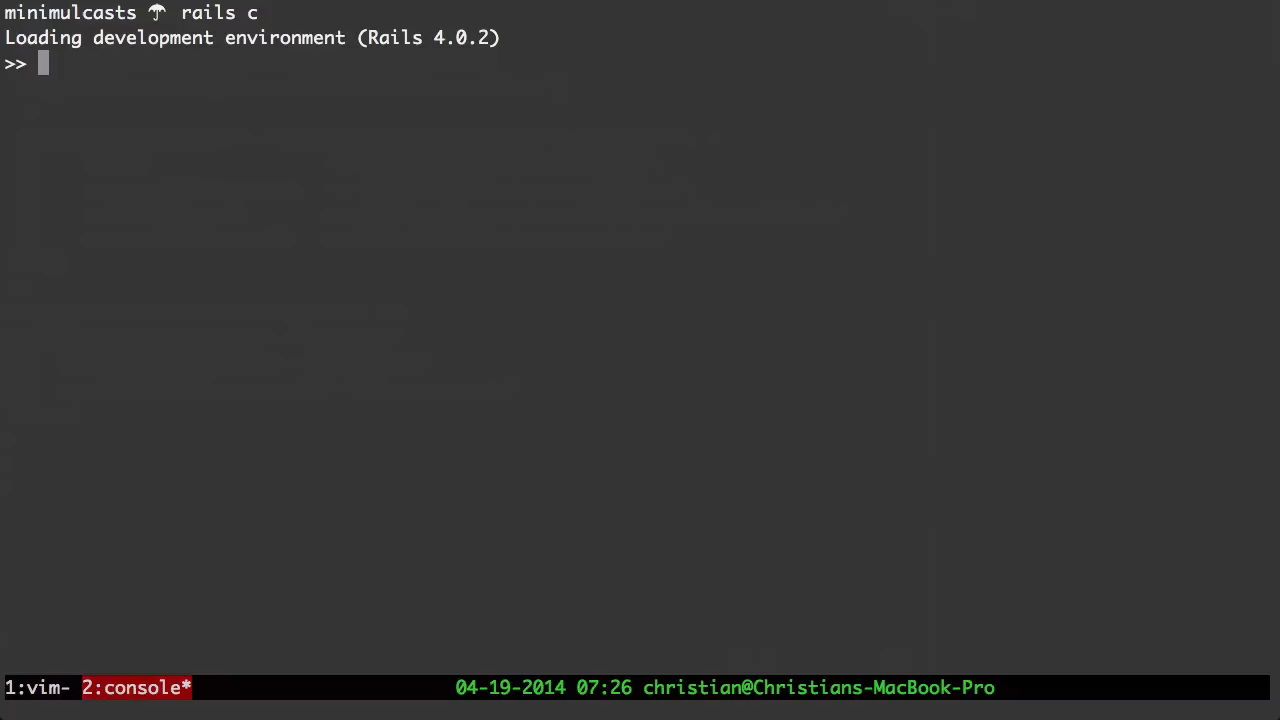 minimulcasts ☂ rails c
Loading development environment (Rails 4.0.2)
>>
1:vim- 2:console* 04-19-2014 07:26 christian@Christians-MacBook-Pro